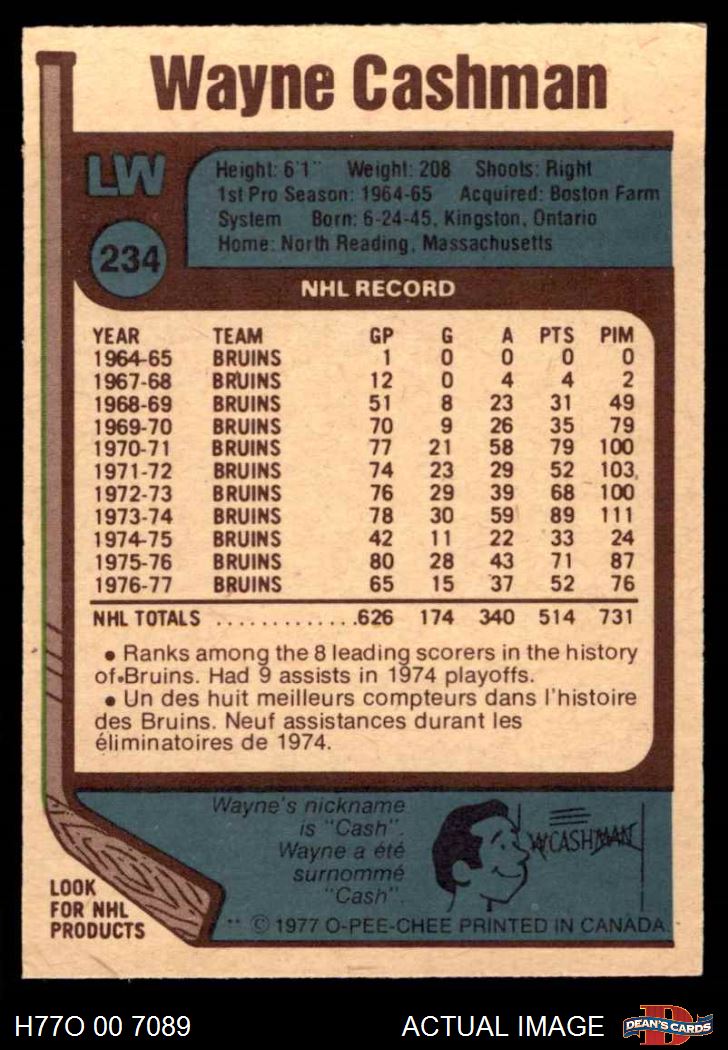 Wayne Cashman
LW
234
Height: 6'1" Weight: 208 Shoots: Right
1st Pro Season: 1964-65 Acquired: Boston Farm
System Born: 6-24-45, Kingston, Ontario
Home: North Reading, Massachusetts
NHL RECORD
YEAR TEAM GP G A PTS PIM
1964-65 BRUINS 1 0 0 0 0
1967-68 BRUINS 12 0 4 4 2
1968-69 BRUINS 51 8 23 31 49
1969-70 BRUINS 70 9 26 35 79
1970-71 BRUINS 77 21 58 79 100
1971-72 BRUINS 74 23 29 52 103
1972-73 BRUINS 76 29 39 68 100
1973-74 BRUINS 78 30 59 89 111
1974-75 BRUINS 42 11 22 33 24
1975-76 BRUINS 80 28 43 71 87
1976-77 BRUINS 65 15 37 52 76
NHL TOTALS ..............626 174 340 514 731
• Ranks among the 8 leading scorers in the history
of Bruins. Had 9 assists in 1974 playoffs.
• Un des huit meilleurs compteurs dans l'histoire
des Bruins. Neuf assistances durant les
éliminatoires de 1974.
Wayne's nickname
is "Cash".
Wayne a été
surnommé
"Cash".
W.CASHMAN
LOOK
FOR NHL
PRODUCTS
** © 1977 O-PEE-CHEE PRINTED IN CANADA
H77O 00 7089
ACTUAL IMAGE
D
DEAN'S CARDS